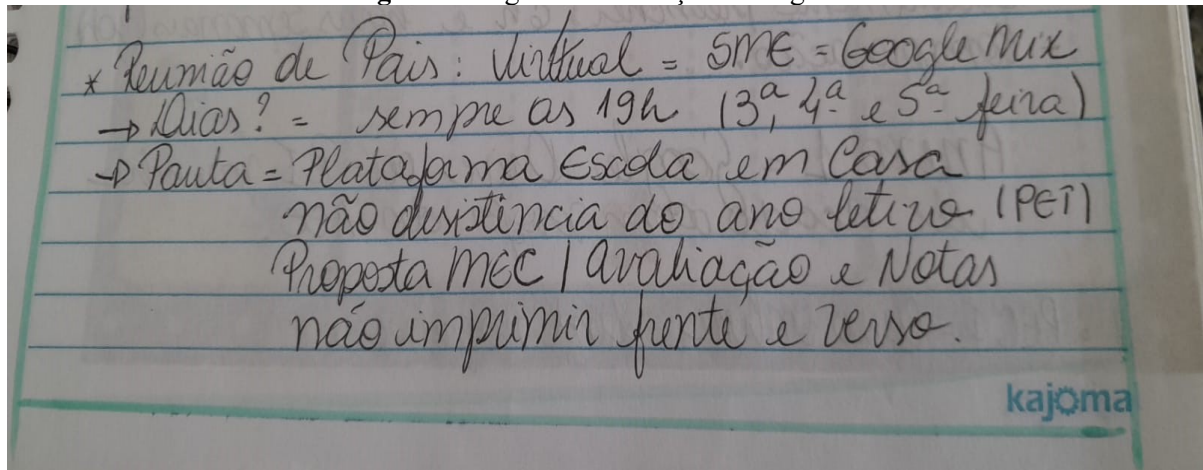 * Reunião de Pais: Virtual = SME = Google Mix
→ Dias? = sempre as 19h (3ª, 4ª e 5ª feira)
→ Pauta = Plataforma Escola em Casa
não desistência do ano letivo (PET)
Proposta MEC | avaliação e Notas
não imprimir frente e verso.
kajoma